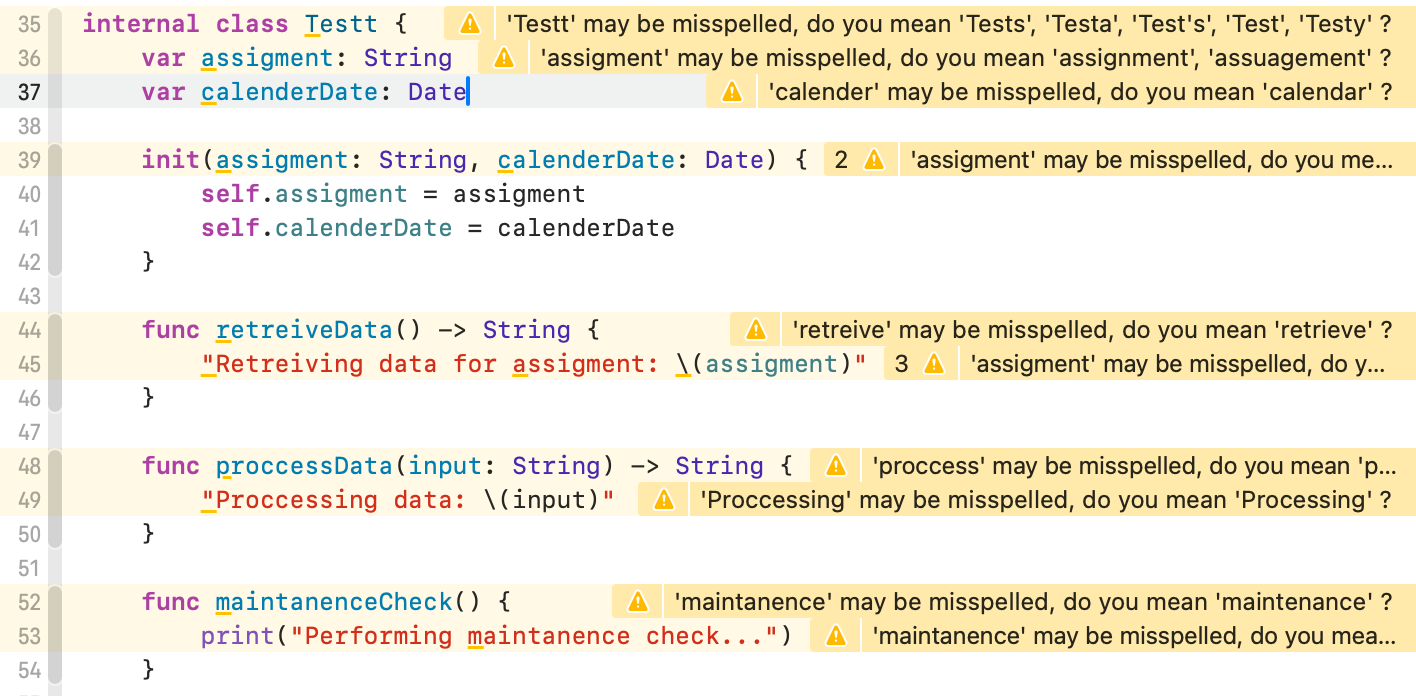 35 internal class Testt { 'Testt' may be misspelled, do you mean 'Tests', 'Testa', 'Test's', 'Test', 'Testy' ?
36 var assigment: String 'assigment' may be misspelled, do you mean 'assignment', 'assuagement' ?
37 var calenderDate: Date 'calender' may be misspelled, do you mean 'calendar' ?
38
39 init(assigment: String, calenderDate: Date) { 2 'assigment' may be misspelled, do you me...
40 self.assigment = assigment
41 self.calenderDate = calenderDate
42 }
43
44 func retreiveData() -> String { 'retreive' may be misspelled, do you mean 'retrieve' ?
45 "Retreiving data for assigment: \(assigment)" 3 'assigment' may be misspelled, do y...
46 }
47
48 func proccessData(input: String) -> String { 'proccess' may be misspelled, do you mean 'p...
49 "Proccessing data: \(input)" 'Proccessing' may be misspelled, do you mean 'Processing' ?
50 }
51
52 func maintanenceCheck() { 'maintanence' may be misspelled, do you mean 'maintenance' ?
53 print("Performing maintanence check...") 'maintanence' may be misspelled, do you mea...
54 }